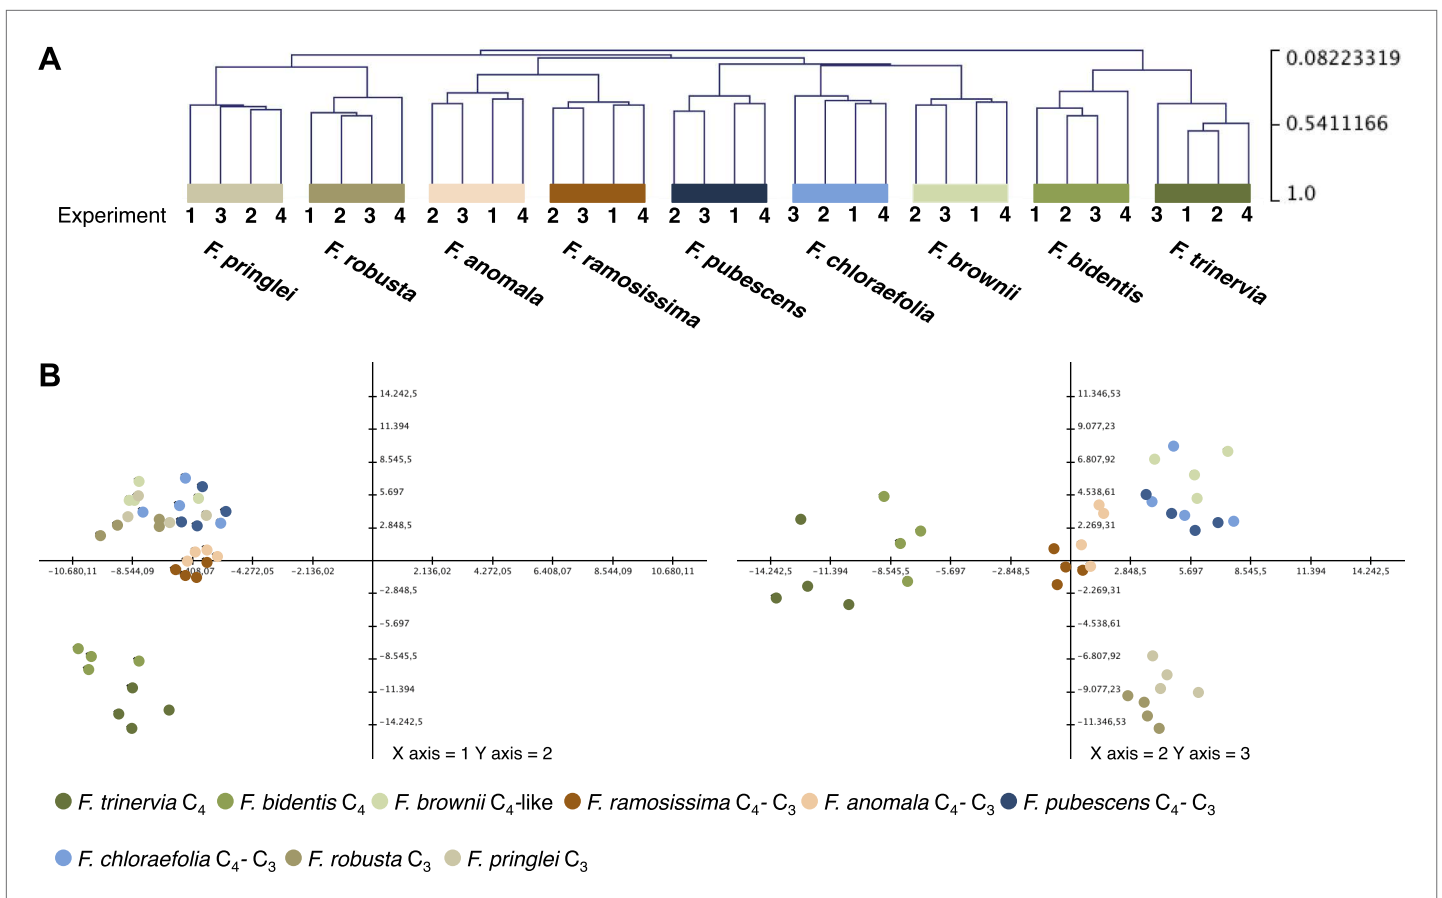 A
0.08223319
0.5411166
1.0
Experiment 1 3 2 4 1 2 3 4 2 3 1 4 2 3 1 4 2 3 1 4 3 2 1 4 2 3 1 4 1 2 3 4 3 1 2 4
F. pringlei F. robusta F. anomala F. ramosissima F. pubescens F. chloraefolia F. brownii F. bidentis F. trinervia
B
14.242,5
11.394
8.545,5
5.697
2.848,5
−10.680,11 −8.544,09 −4.272,05 −2.136,02 2.136,02 4.272,05 6.408,07 8.544,09 10.680,11
−2.848,5
−5.697
−8.545,5
−11.394
−14.242,5
X axis = 1 Y axis = 2
11.346,53
9.077,23
6.807,92
4.538,61
2.269,31
−14.242,5 −11.394 −8.545,5 −5.697 −2.848,5 2.848,5 5.697 8.545,5 11.394 14.242,5
−2.269,31
−4.538,61
−6.807,92
−9.077,23
−11.346,53
X axis = 2 Y axis = 3
F. trinervia C4 F. bidentis C4 F. brownii C4-like F. ramosissima C4- C3 F. anomala C4- C3 F. pubescens C4- C3
F. chloraefolia C4- C3 F. robusta C3 F. pringlei C3